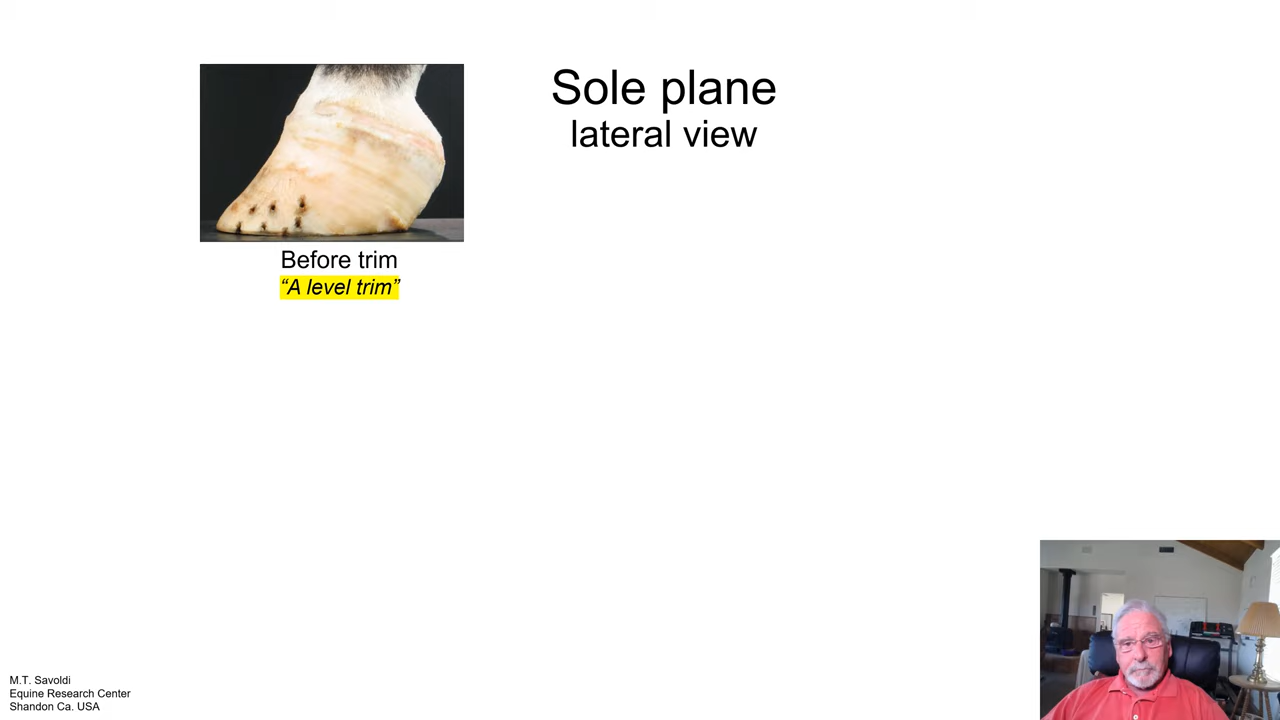 Sole plane
lateral view
Before trim
“A level trim”
M.T. Savoldi
Equine Research Center
Shandon Ca. USA